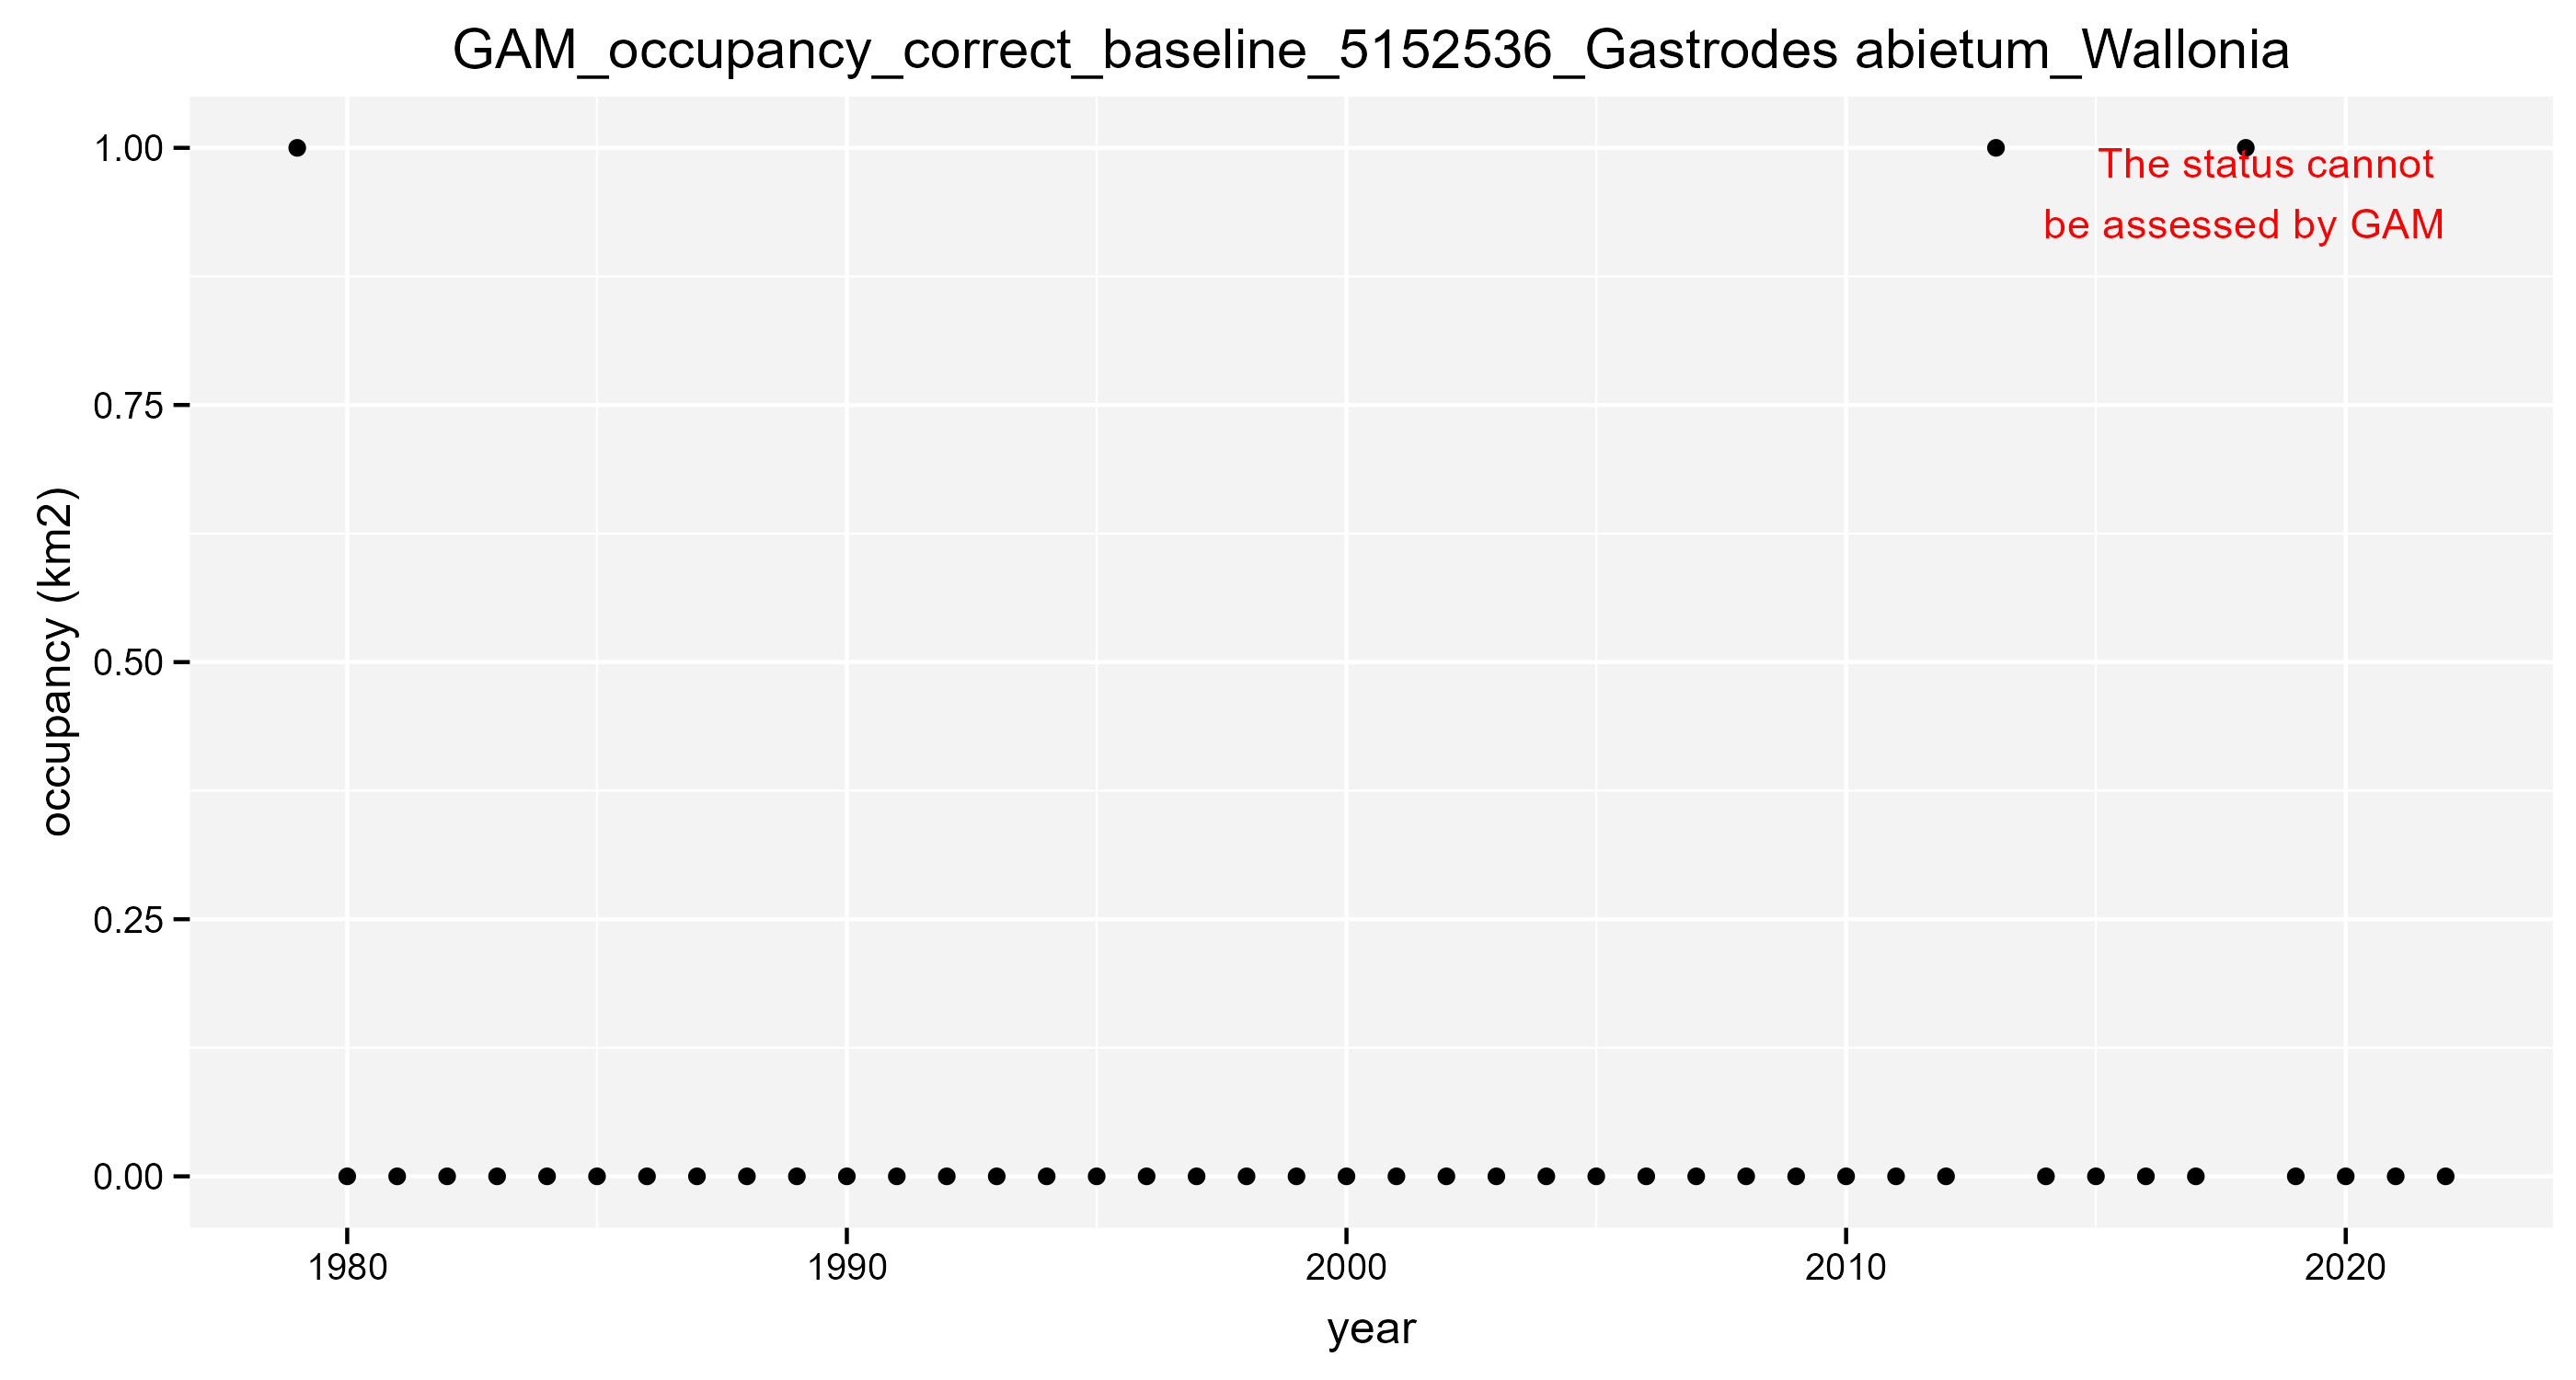 GAM_occupancy_correct_baseline_5152536_Gastrodes abietum_Wallonia
1.00
The status cannot
be assessed by GAM
0.75
occupancy (km2)
0.50
0.25
0.00
1980 1990 2000 2010 2020
year